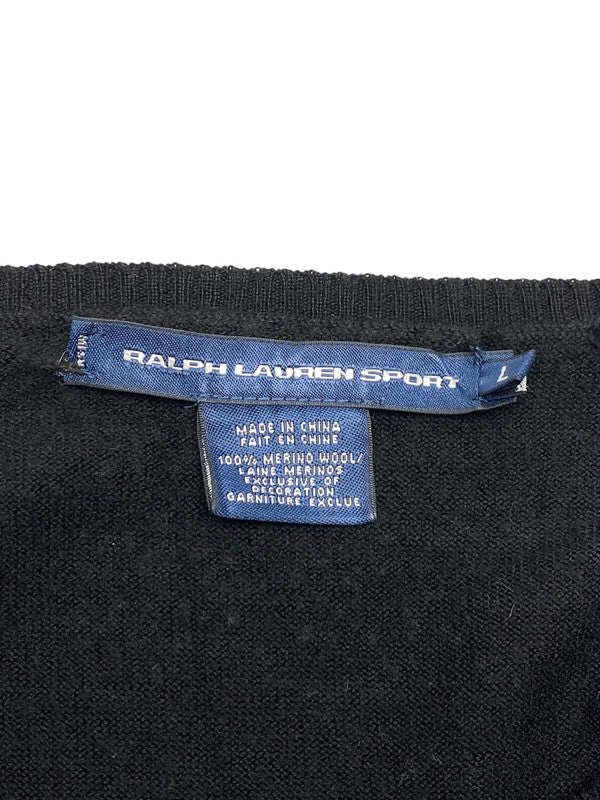 RALPH LAUREN SPORT
L
MADE IN CHINA
FAIT EN CHINE
100% MERINO WOOL/
LAINE MERINOS
EXCLUSIVE OF
DECORATION
GARNITURE EXCLUE